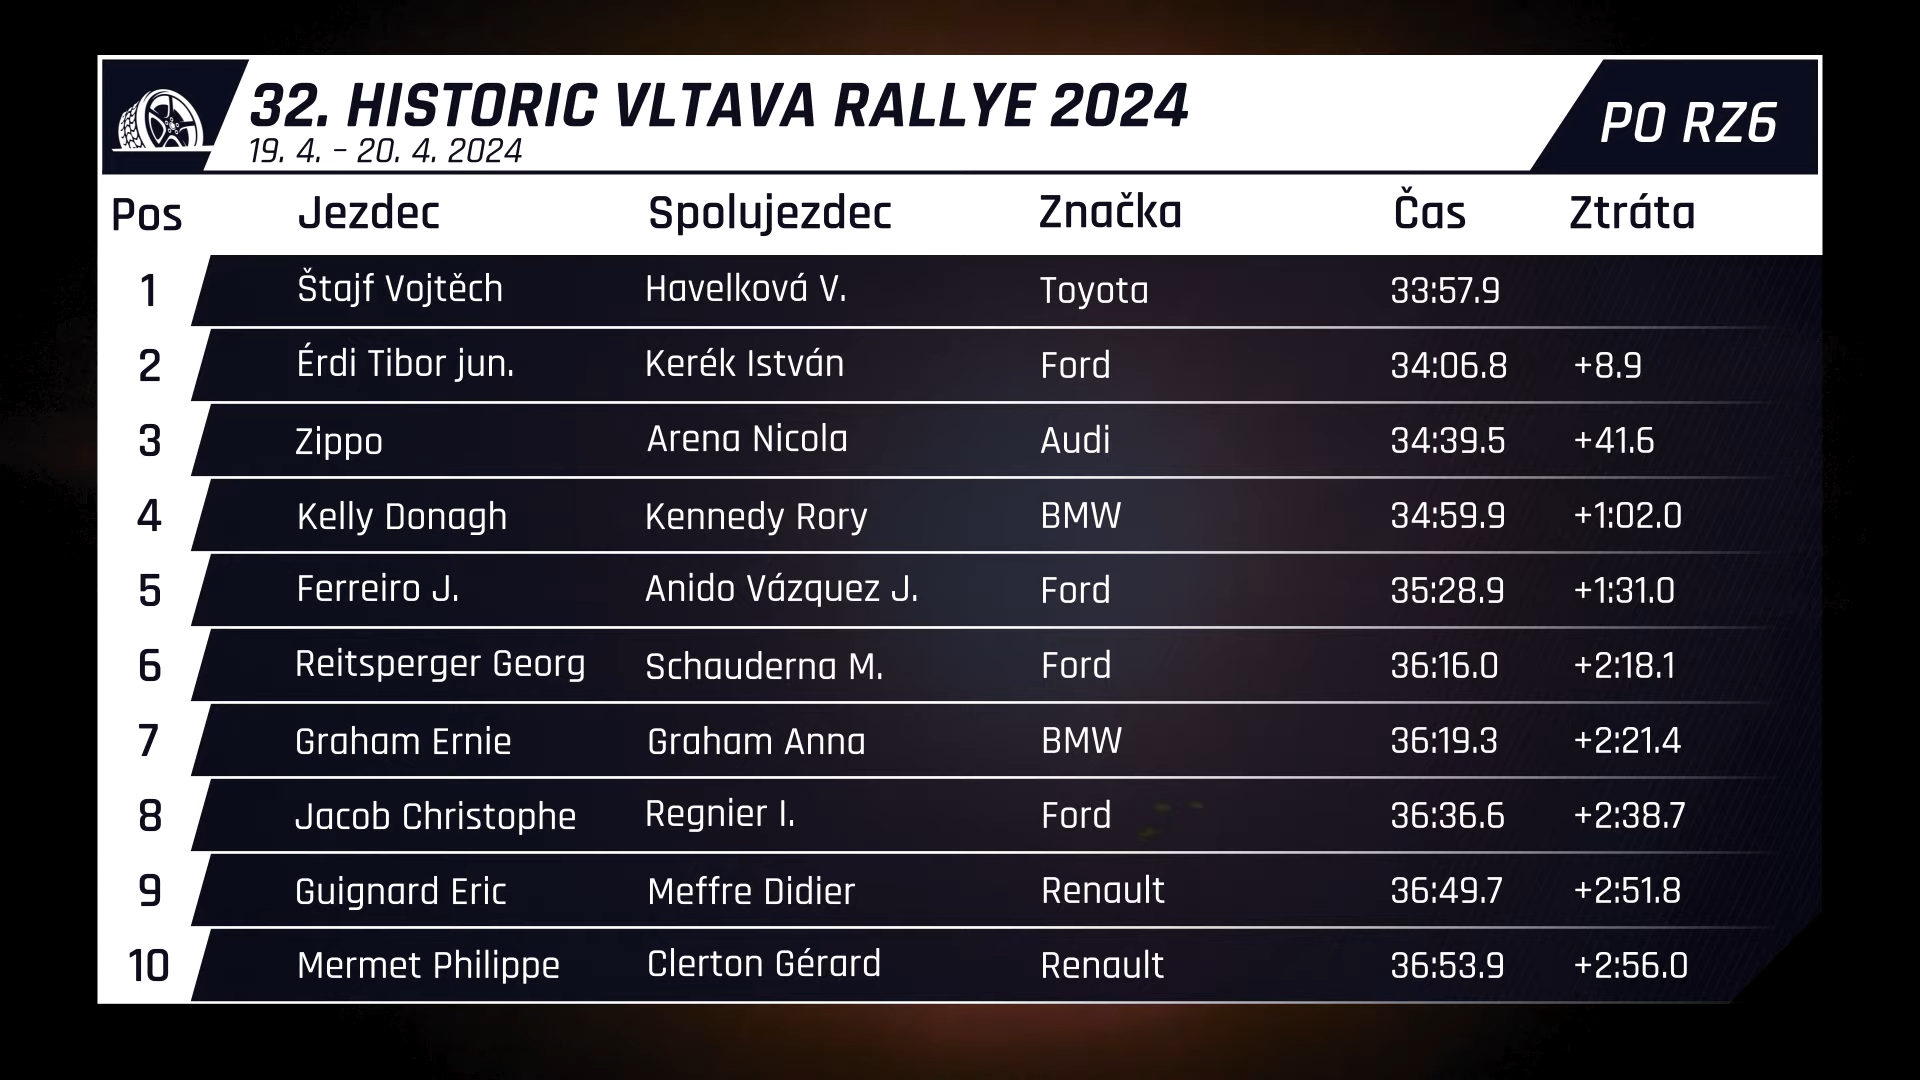 32. HISTORIC VLTAVA RALLYE 2024
PO RZ6
19. 4. – 20. 4. 2024
Pos Jezdec Spolujezdec Značka Čas Ztráta
1 Štajf Vojtěch Havelková V. Toyota 33:57.9
2 Érdi Tibor jun. Kerék István Ford 34:06.8 +8.9
3 Zippo Arena Nicola Audi 34:39.5 +41.6
4 Kelly Donagh Kennedy Rory BMW 34:59.9 +1:02.0
5 Ferreiro J. Anido Vázquez J. Ford 35:28.9 +1:31.0
6 Reitsperger Georg Schauderna M. Ford 36:16.0 +2:18.1
7 Graham Ernie Graham Anna BMW 36:19.3 +2:21.4
8 Jacob Christophe Regnier I. Ford 36:36.6 +2:38.7
9 Guignard Eric Meffre Didier Renault 36:49.7 +2:51.8
10 Mermet Philippe Clerton Gérard Renault 36:53.9 +2:56.0